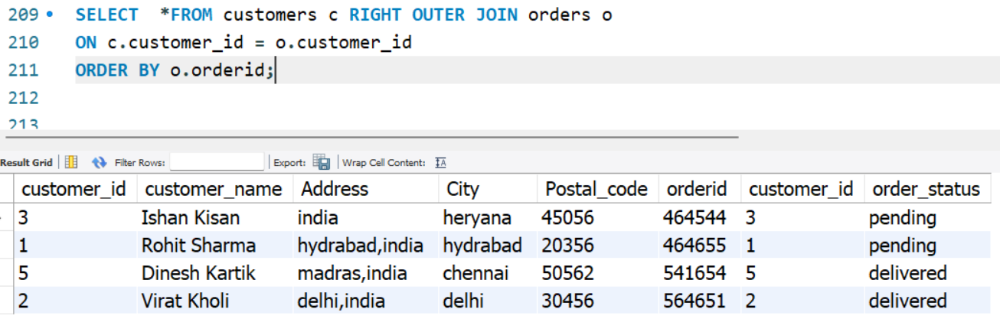 209 SELECT *FROM customers c RIGHT OUTER JOIN orders o
210 ON c.customer_id = o.customer_id
211 ORDER BY o.orderid;
212
213
Result Grid Filter Rows: Export: Wrap Cell Content:
customer_id customer_name Address City Postal_code orderid customer_id order_status
3 Ishan Kisan india heryana 45056 464544 3 pending
1 Rohit Sharma hydrabad,india hydrabad 20356 464655 1 pending
5 Dinesh Kartik madras,india chennai 50562 541654 5 delivered
2 Virat Kholi delhi,india delhi 30456 564651 2 delivered